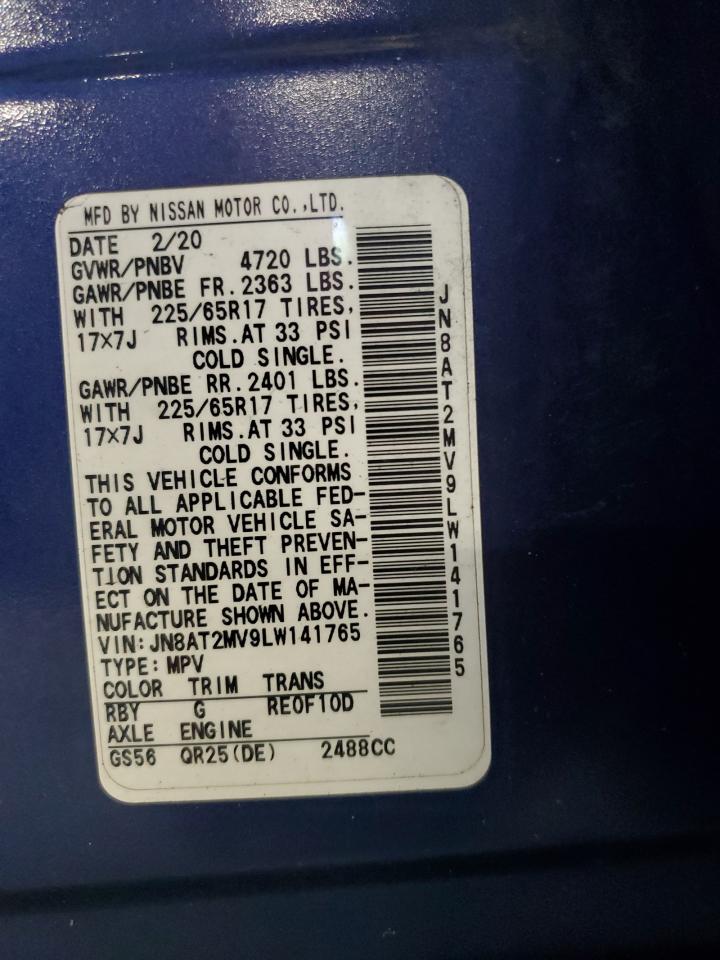 MFD BY NISSAN MOTOR CO.,LTD.
DATE 2/20
GVWR/PNBV 4720 LBS.
GAWR/PNBE FR. 2363 LBS.
WITH 225/65R17 TIRES,
17×7J RIMS.AT 33 PSI
COLD SINGLE.
GAWR/PNBE RR. 2401 LBS.
WITH 225/65R17 TIRES,
17×7J RIMS.AT 33 PSI
COLD SINGLE.
THIS VEHICLE CONFORMS
TO ALL APPLICABLE FED-
ERAL MOTOR VEHICLE SA-
FETY AND THEFT PREVEN-
TION STANDARDS IN EFF-
ECT ON THE DATE OF MA-
NUFACTURE SHOWN ABOVE.
VIN:JN8AT2MV9LW141765
TYPE:MPV
COLOR TRIM TRANS
RBY G RE0F10D
AXLE ENGINE
GS56 QR25(DE) 2488CC
JN8AT2MV9LW141765